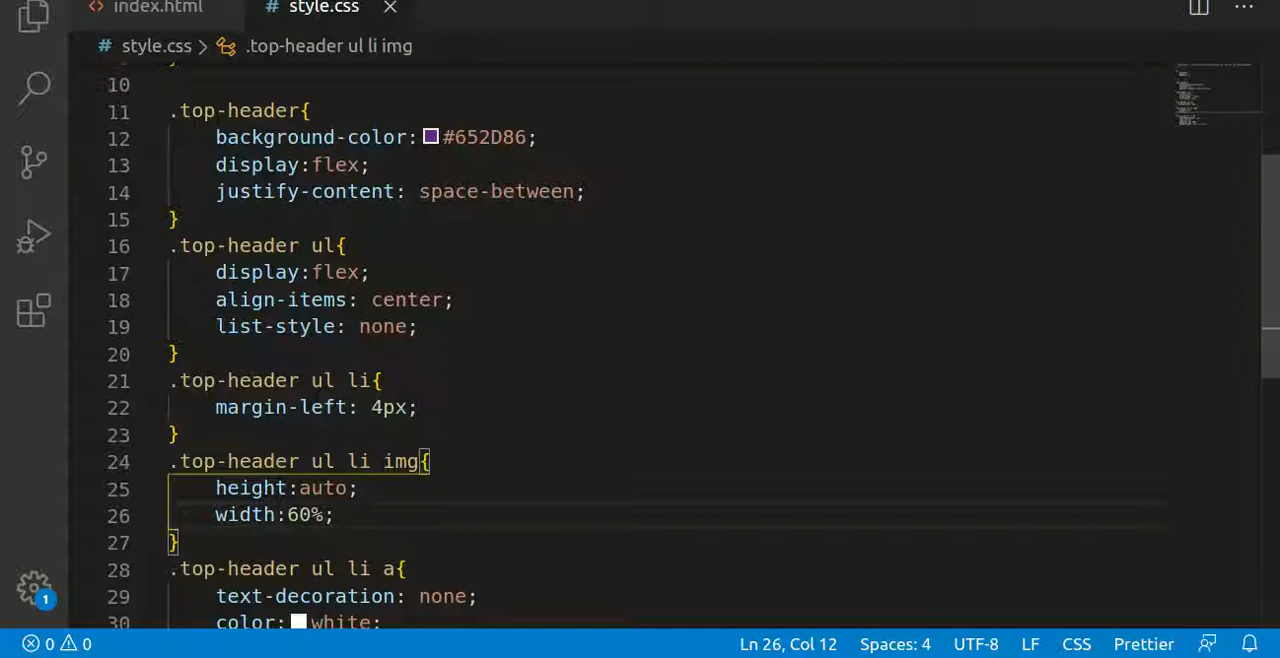 <> index.html # style.css ×
# style.css > .top-header ul li img
10
11 .top-header{
12 background-color: #652D86;
13 display:flex;
14 justify-content: space-between;
15 }
16 .top-header ul{
17 display:flex;
18 align-items: center;
19 list-style: none;
20 }
21 .top-header ul li{
22 margin-left: 4px;
23 }
24 .top-header ul li img{
25 height:auto;
26 width:60%;
27 }
28 .top-header ul li a{
29 text-decoration: none;
30 color: white;
1
0 0 Ln 26, Col 12 Spaces: 4 UTF-8 LF CSS Prettier